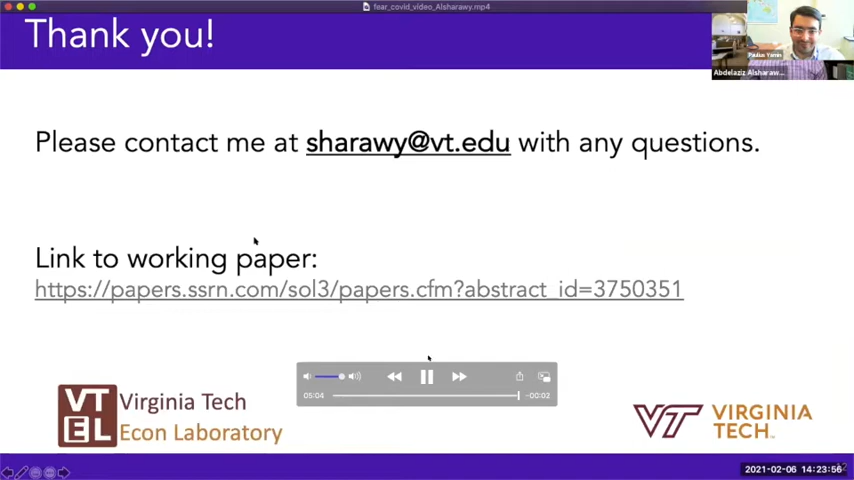 fear_covid_video_Alsharawy.mp4
Thank you!
Paulius Yamin
Abdelaziz Alsharaw...
Please contact me at sharawy@vt.edu with any questions.
Link to working paper:
https://papers.ssrn.com/sol3/papers.cfm?abstract_id=3750351
05:04
-00:02
VT
EL
Virginia Tech
Econ Laboratory
VT VIRGINIA
TECH™
2021-02-06 14:23:56